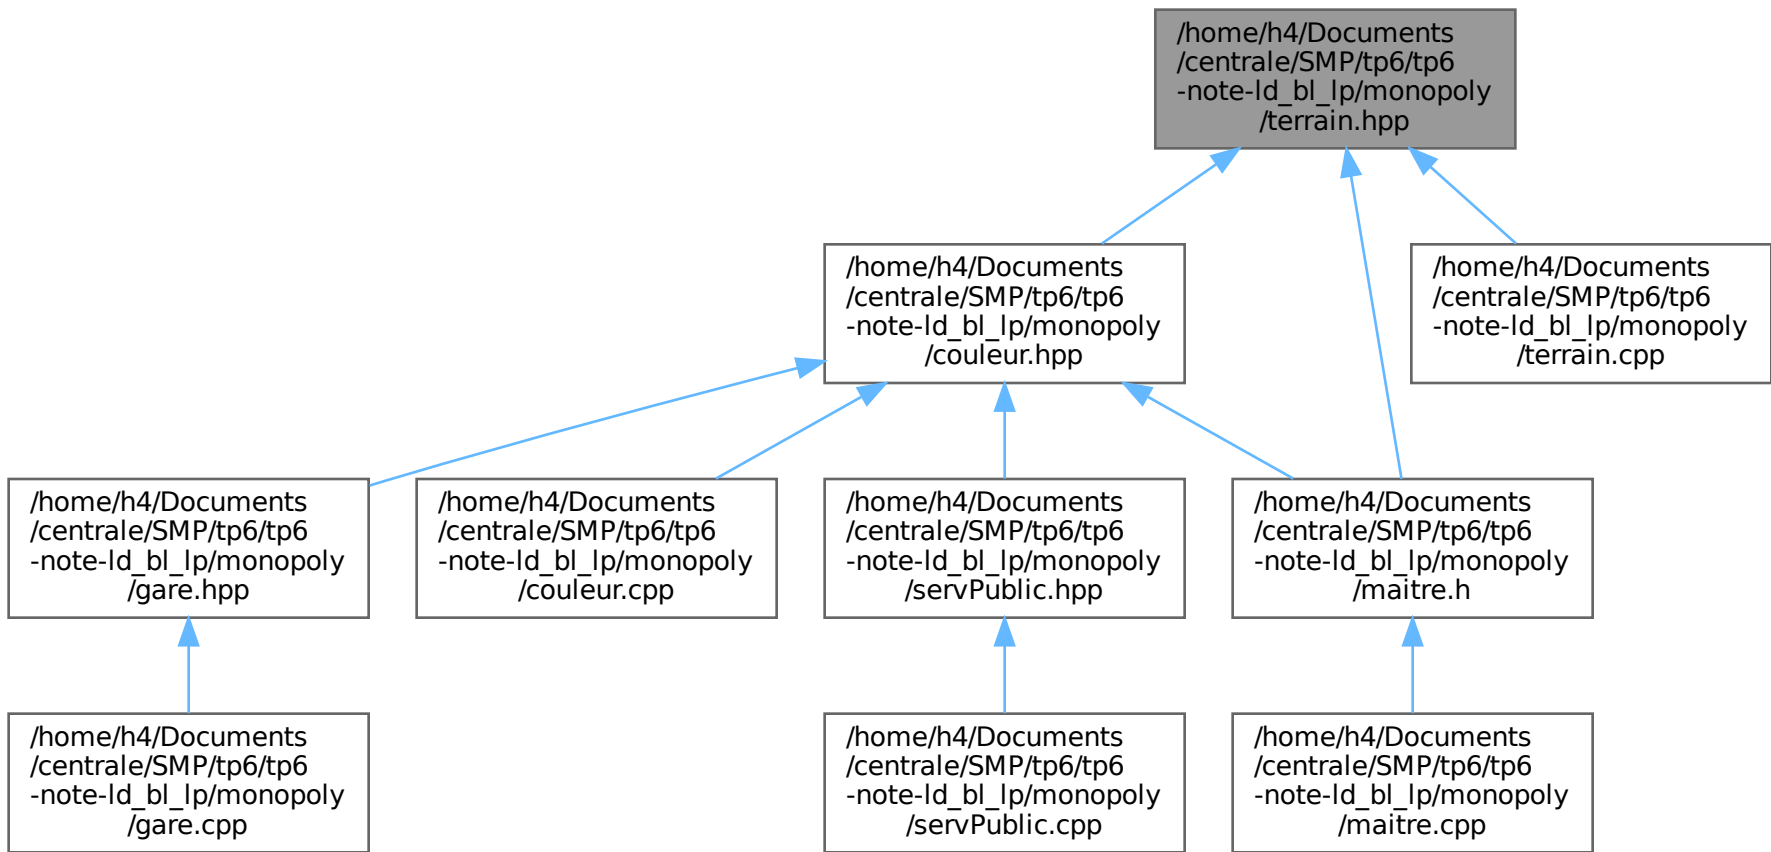 /home/h4/Documents
/centrale/SMP/tp6/tp6
-note-ld_bl_lp/monopoly
/terrain.hpp
/home/h4/Documents
/centrale/SMP/tp6/tp6
-note-ld_bl_lp/monopoly
/couleur.hpp
/home/h4/Documents
/centrale/SMP/tp6/tp6
-note-ld_bl_lp/monopoly
/terrain.cpp
/home/h4/Documents
/centrale/SMP/tp6/tp6
-note-ld_bl_lp/monopoly
/gare.hpp
/home/h4/Documents
/centrale/SMP/tp6/tp6
-note-ld_bl_lp/monopoly
/couleur.cpp
/home/h4/Documents
/centrale/SMP/tp6/tp6
-note-ld_bl_lp/monopoly
/servPublic.hpp
/home/h4/Documents
/centrale/SMP/tp6/tp6
-note-ld_bl_lp/monopoly
/maitre.h
/home/h4/Documents
/centrale/SMP/tp6/tp6
-note-ld_bl_lp/monopoly
/gare.cpp
/home/h4/Documents
/centrale/SMP/tp6/tp6
-note-ld_bl_lp/monopoly
/servPublic.cpp
/home/h4/Documents
/centrale/SMP/tp6/tp6
-note-ld_bl_lp/monopoly
/maitre.cpp